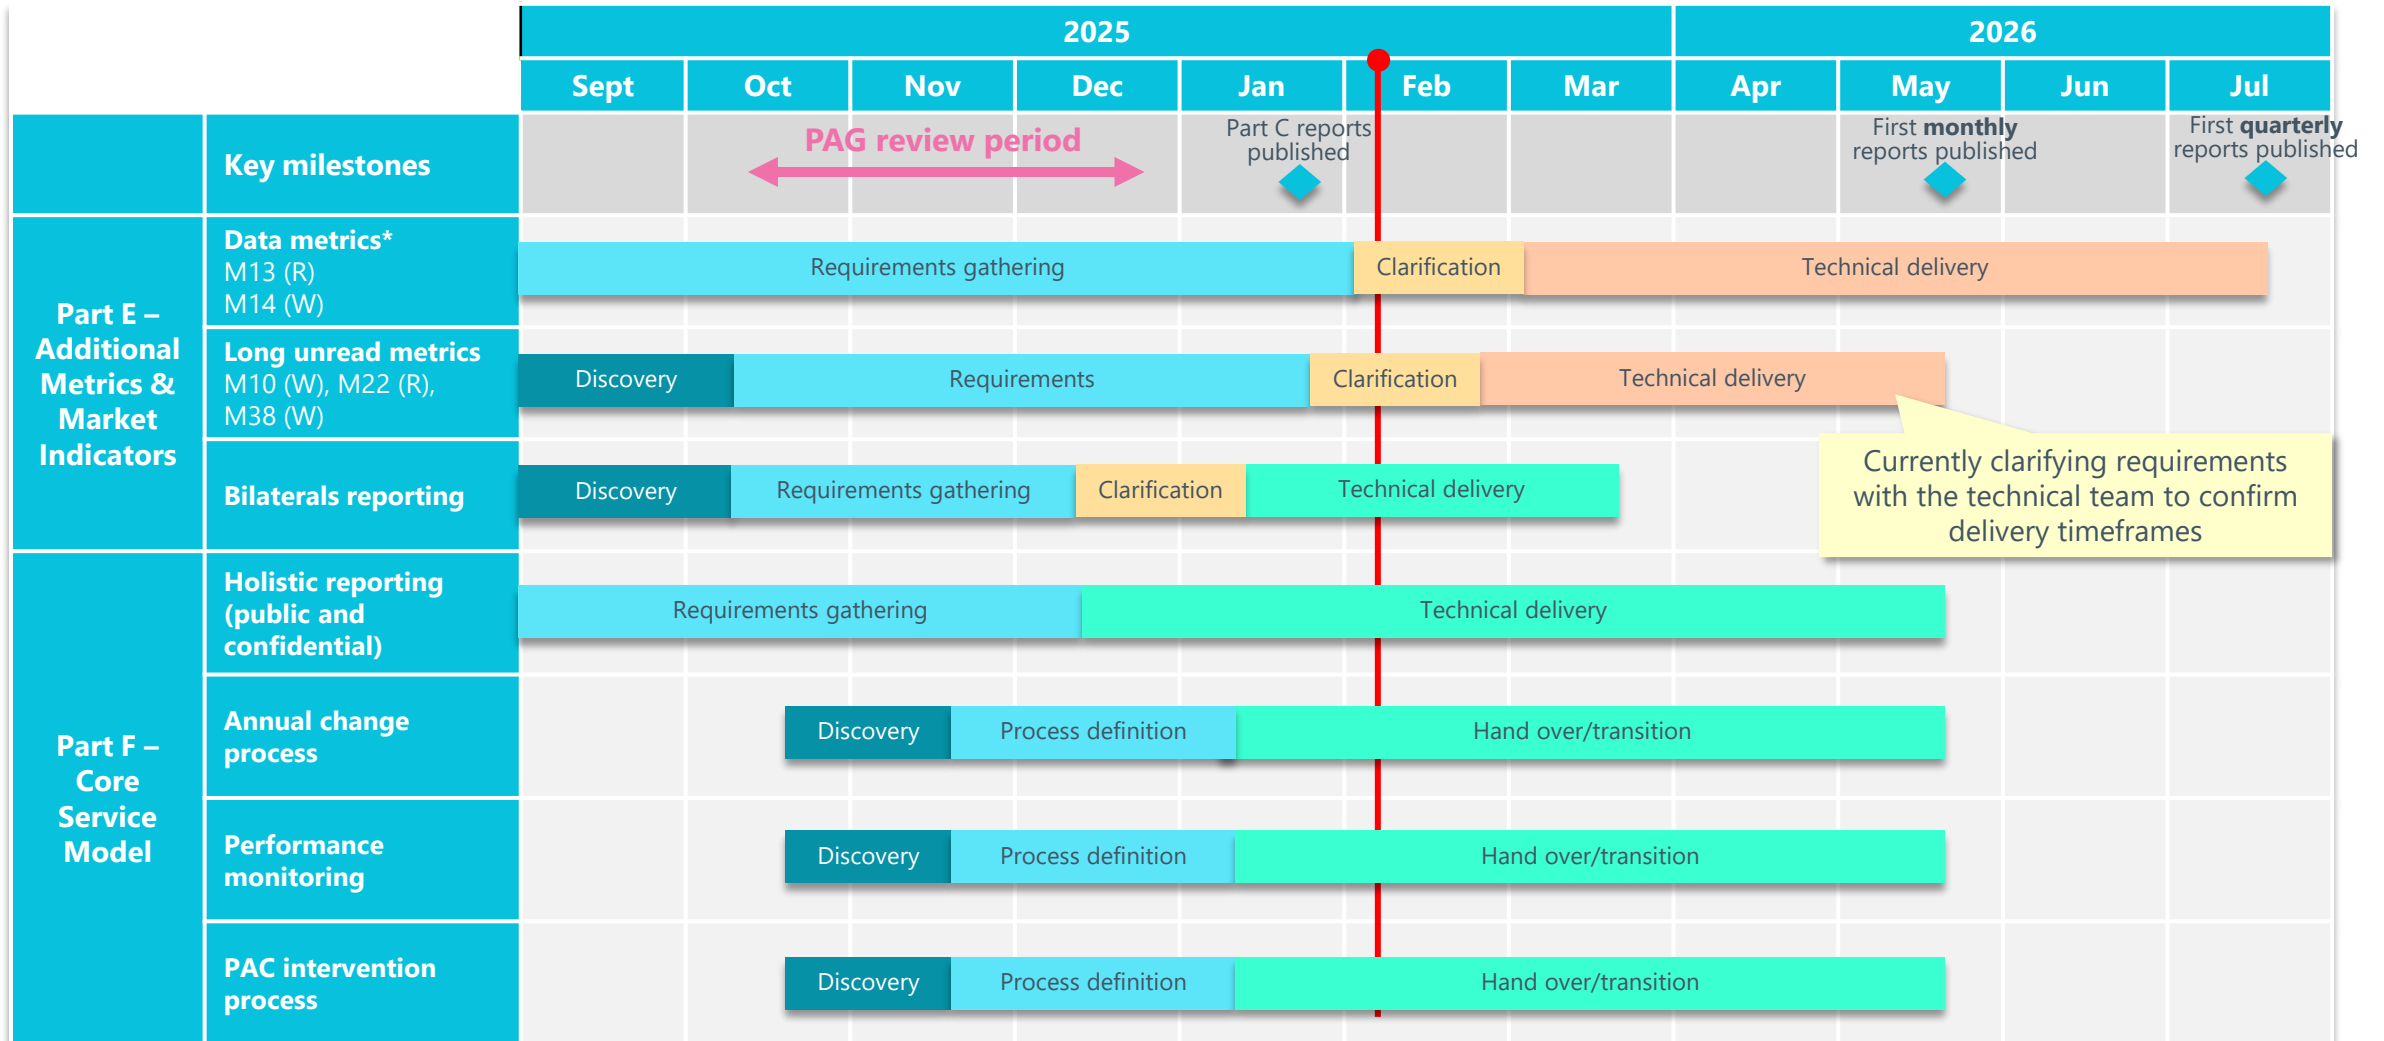 2025
2026
Sept
Oct
Nov
Dec
Jan
Feb
Mar
Apr
May
Jun
Jul
Key milestones
PAG review period
Part C reports
published
First monthly
reports published
First quarterly
reports published
Part E –
Additional
Metrics &
Market
Indicators
Data metrics*
M13 (R)
M14 (W)
Requirements gathering
Clarification
Technical delivery
Long unread metrics
M10 (W), M22 (R),
M38 (W)
Discovery
Requirements
Clarification
Technical delivery
Currently clarifying requirements
with the technical team to confirm
delivery timeframes
Bilaterals reporting
Discovery
Requirements gathering
Clarification
Technical delivery
Part F –
Core
Service
Model
Holistic reporting
(public and
confidential)
Requirements gathering
Technical delivery
Annual change
process
Discovery
Process definition
Hand over/transition
Performance
monitoring
Discovery
Process definition
Hand over/transition
PAC intervention
process
Discovery
Process definition
Hand over/transition